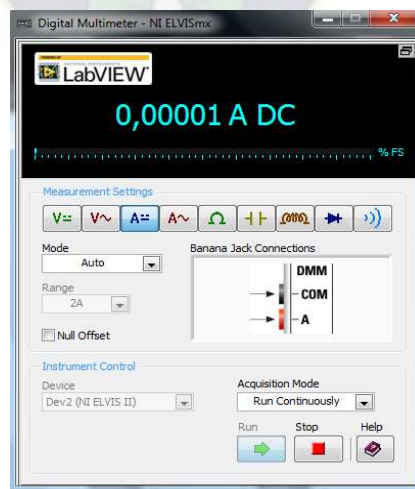 Digital Multimeter - NI ELVISmx
LabVIEW
0,00001 A DC
% FS
Measurement Settings
V= V~ A= A~ Ω
Mode
Banana Jack Connections
Auto
DMM
COM
A
Range
2A
Null Offset
Instrument Control
Device
Acquisition Mode
Dev2 (NI ELVIS II)
Run Continuously
Run Stop Help